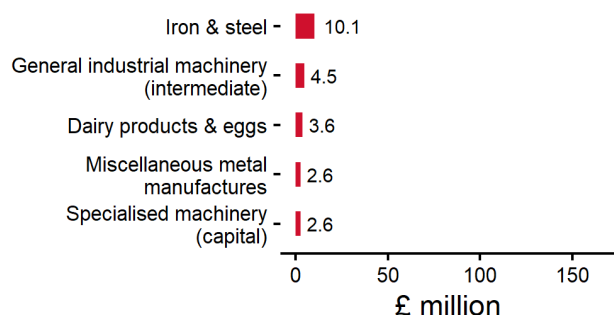 Iron & steel
10.1
General industrial machinery
(intermediate)
4.5
Dairy products & eggs
3.6
Miscellaneous metal
manufactures
2.6
Specialised machinery
(capital)
2.6
0 50 100 150
£ million